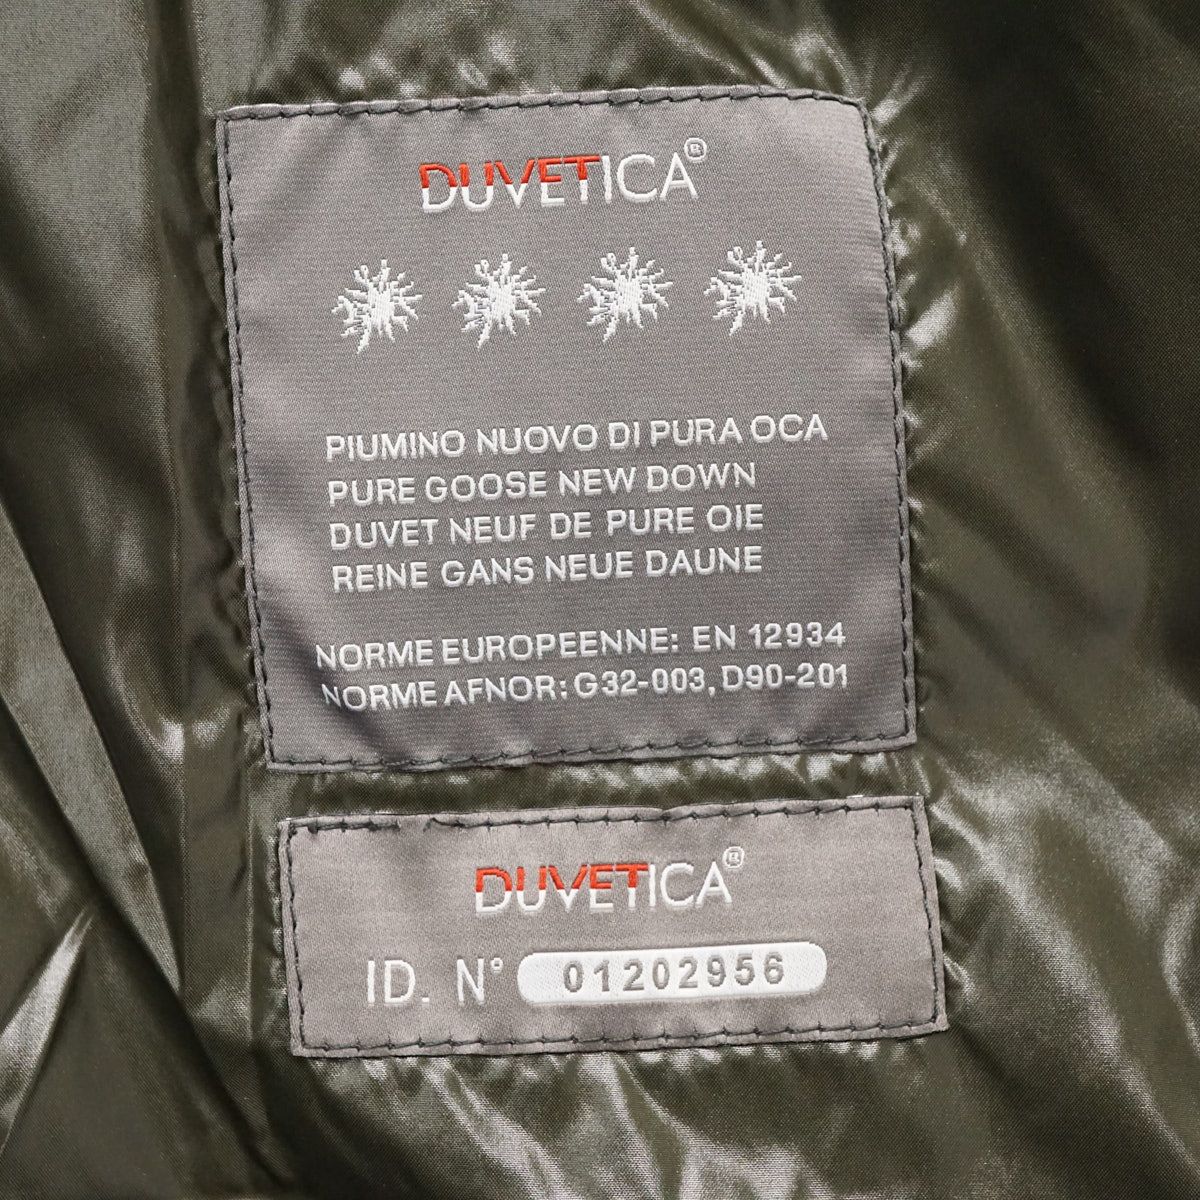 DUVETICA®
PIUMINO NUOVO DI PURA OCA
PURE GOOSE NEW DOWN
DUVET NEUF DE PURE OIE
REINE GANS NEUE DAUNE
NORME EUROPEENNE: EN 12934
NORME AFNOR: G32-003, D90-201
DUVETICA®
ID. N° 01202956